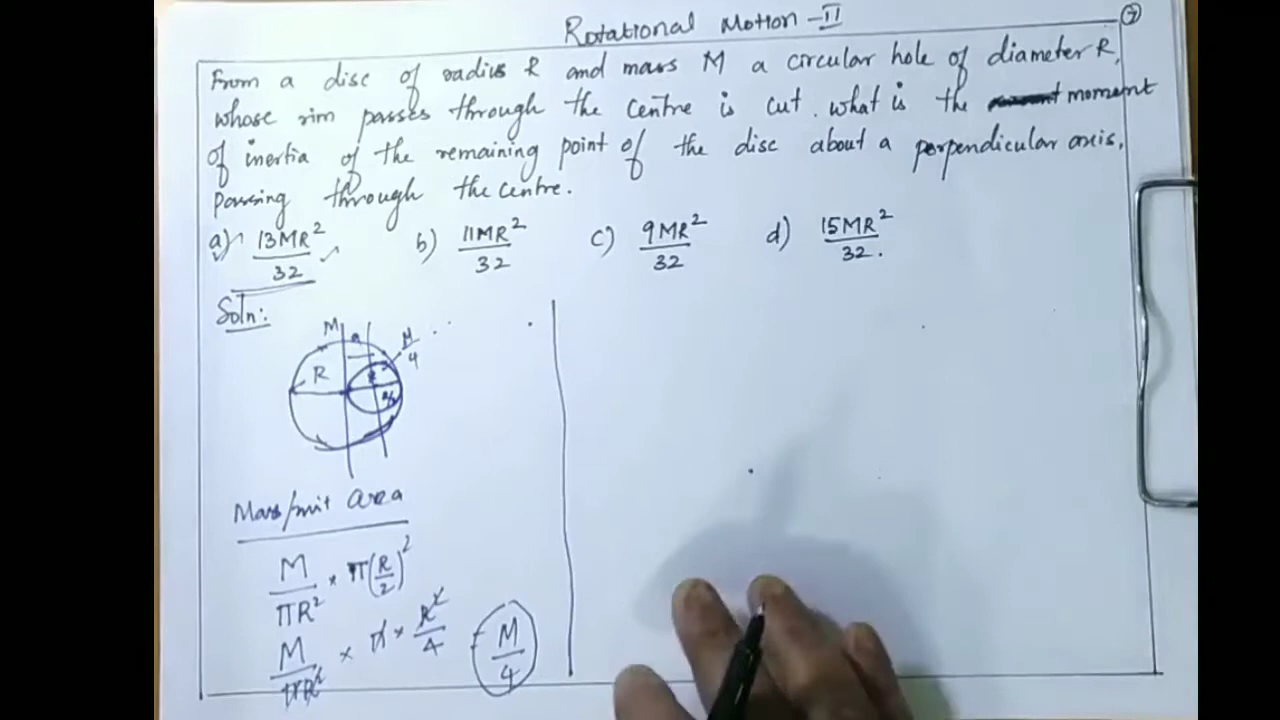 Rotational Motion - II
7
From a disc of radius R and mass M a circular hole of diameter R,
whose rim passes through the centre is cut. what is the moment
of inertia of the remaining point of the disc about a perpendicular axis,
passing through the centre.
a) 13MR²/32 b) 11MR²/32 c) 9MR²/32 d) 15MR²/32.
Soln:
M
M/4
R
R/2
Mass/unit area
M/πR² × π(R/2)²
M/πR² × π × R²/4 = M/4